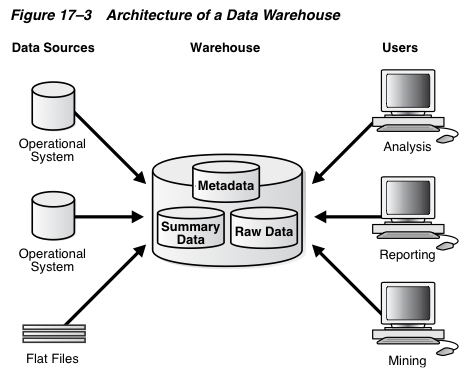 Figure 17–3 Architecture of a Data Warehouse
Data Sources
Warehouse
Users
Operational
System
Operational
System
Flat Files
Metadata
Summary
Data
Raw Data
Analysis
Reporting
Mining